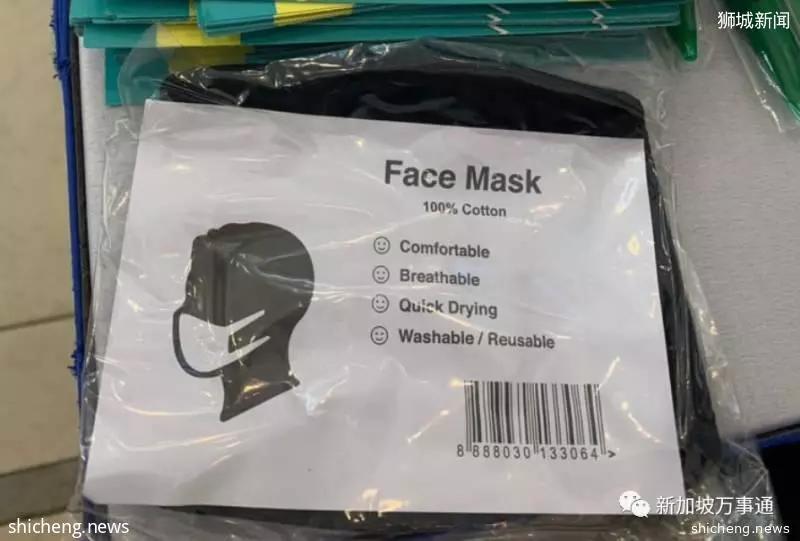 狮城新闻
Face Mask
100% Cotton
Comfortable
Breathable
Quick Drying
Washable / Reusable
8 888030 133064 >
新加坡万事通
shicheng.news
shicheng.news